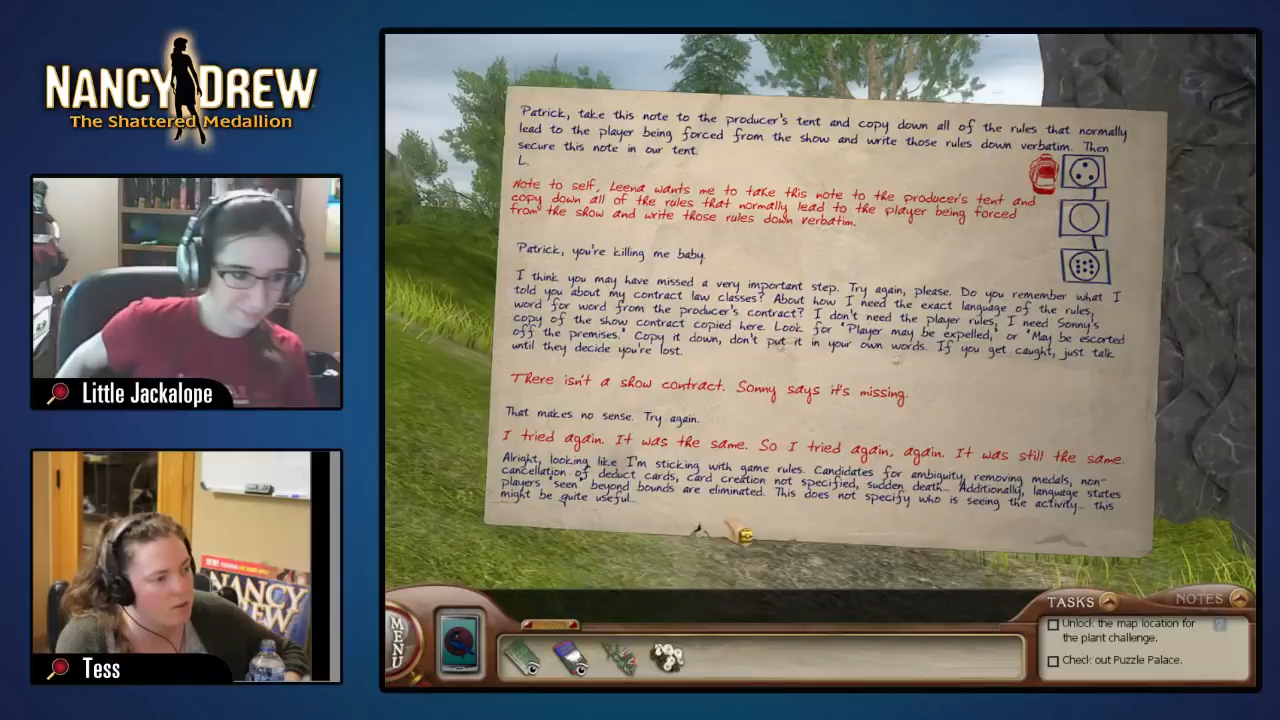 NANCY DREW
The Shattered Medallion
Little Jackalope
NANCY
DREW
Tess
Patrick, take this note to the producer's tent and copy down all of the rules that normally
lead to the player being forced from the show and write those rules down verbatim. Then
secure this note in our tent.
L.
Note to self, Leena wants me to take this note to the producer's tent and
copy down all of the rules that normally lead to the player being forced
from the show and write those rules down verbatim.
Patrick, you're killing me baby.
I think you may have missed a very important step. Try again, please. Do you remember what I
told you about my contract law classes? About how I need the exact language of the rules,
word for word from the producer's contract? I don't need the player rules, I need Sonny's
copy of the show contract copied here. Look for "Player may be expelled," or "May be escorted
off the premises." Copy it down, don't put it in your own words. If you get caught, just talk
until they decide you're lost.
There isn't a show contract. Sonny says it's missing.
That makes no sense. Try again.
I tried again. It was the same. So I tried again, again. It was still the same.
Alright, looking like I'm sticking with game rules. Candidates for ambiguity, removing medals, non-
cancellation of deduct cards, card creation not specified, sudden death... Additionally, language states
players "seen" beyond bounds are eliminated. This does not specify who is seeing the activity... this
might be quite useful...
MENU
TASKS
NOTES
Unlock the map location for
the plant challenge.
?
Check out Puzzle Palace.